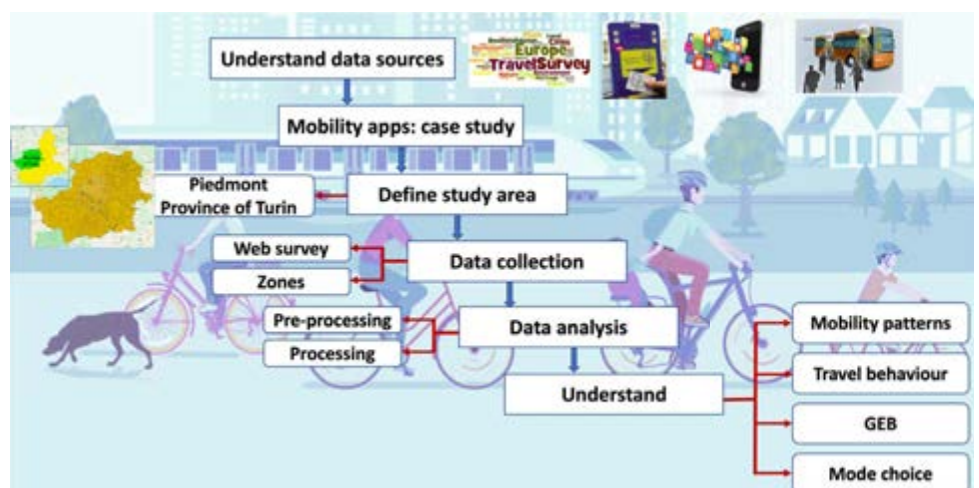 Europe
TravelSurvey
Understand data sources
Mobility apps: case study
Define study area
Piedmont
Province of Turin
Data collection
Web survey
Zones
Data analysis
Pre-processing
Processing
Understand
Mobility patterns
Travel behaviour
GEB
Mode choice